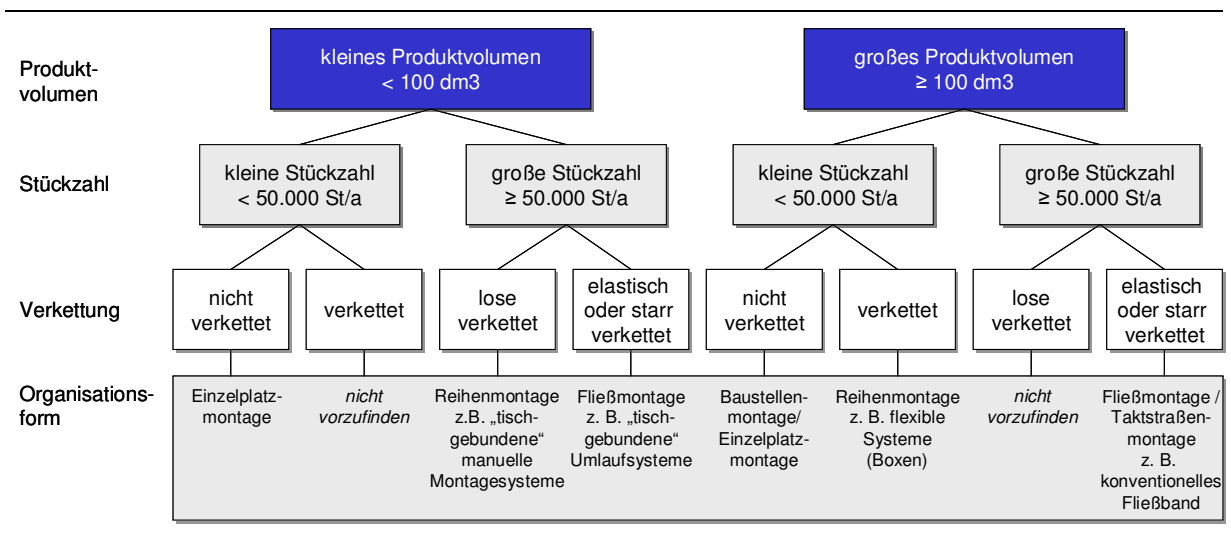 Produkt-
volumen
kleines Produktvolumen
< 100 dm3
großes Produktvolumen
≥ 100 dm3
Stückzahl
kleine Stückzahl
< 50.000 St/a
große Stückzahl
≥ 50.000 St/a
kleine Stückzahl
< 50.000 St/a
große Stückzahl
≥ 50.000 St/a
Verkettung
nicht
verkettet
verkettet
lose
verkettet
elastisch
oder starr
verkettet
nicht
verkettet
verkettet
lose
verkettet
elastisch
oder starr
verkettet
Organisations-
form
Einzelplatz-
montage
nicht
vorzufinden
Reihenmontage
z.B. „tisch-
gebundene“
manuelle
Montagesysteme
Fließmontage
z. B. „tisch-
gebundene“
Umlaufsysteme
Baustellen-
montage/
Einzelplatz-
montage
Reihenmontage
z. B. flexible
Systeme
(Boxen)
nicht
vorzufinden
Fließmontage /
Taktstraßen-
montage
z. B.
konventionelles
Fließband